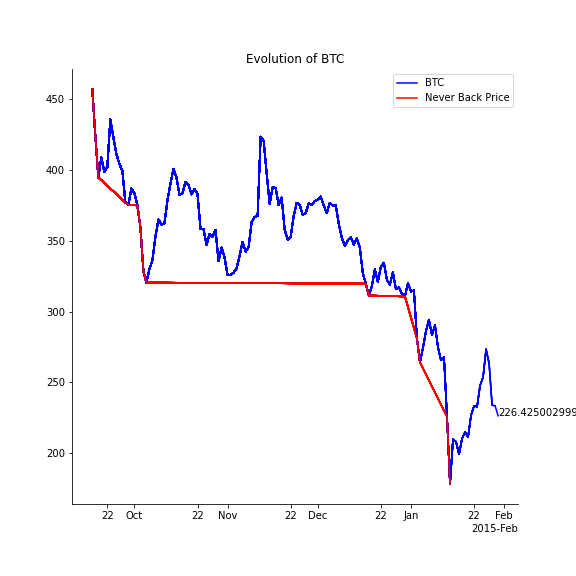 Evolution of BTC
BTC
Never Back Price
450
400
350
300
250
200
226.425002999
22 Oct 22 Nov 22 Dec 22 Jan 22 Feb
2015-Feb